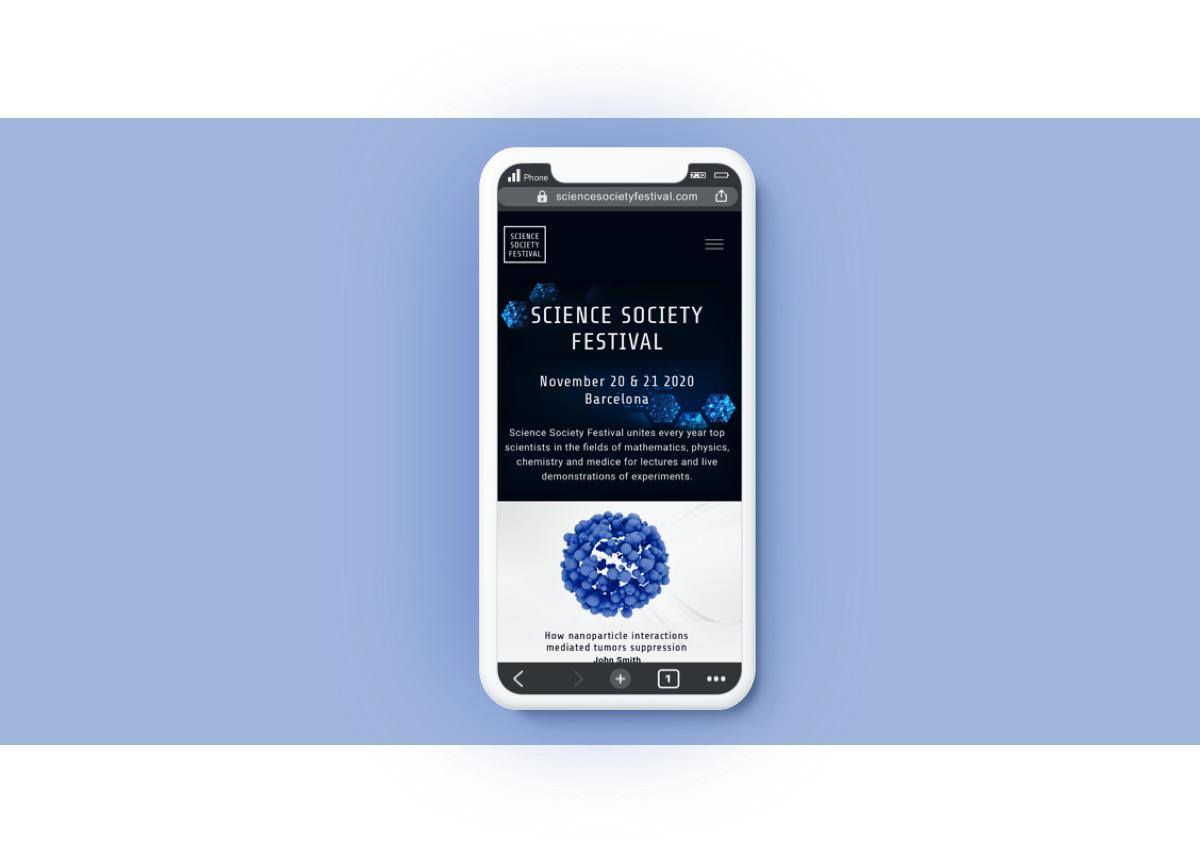 Phone
sciencesocietyfestival.com
SCIENCE
SOCIETY
FESTIVAL
SCIENCE SOCIETY
FESTIVAL
November 20 & 21 2020
Barcelona
Science Society Festival unites every year top
scientists in the fields of mathematics, physics,
chemistry and medice for lectures and live
demonstrations of experiments.
How nanoparticle interactions
mediated tumors suppression
John Smith
1